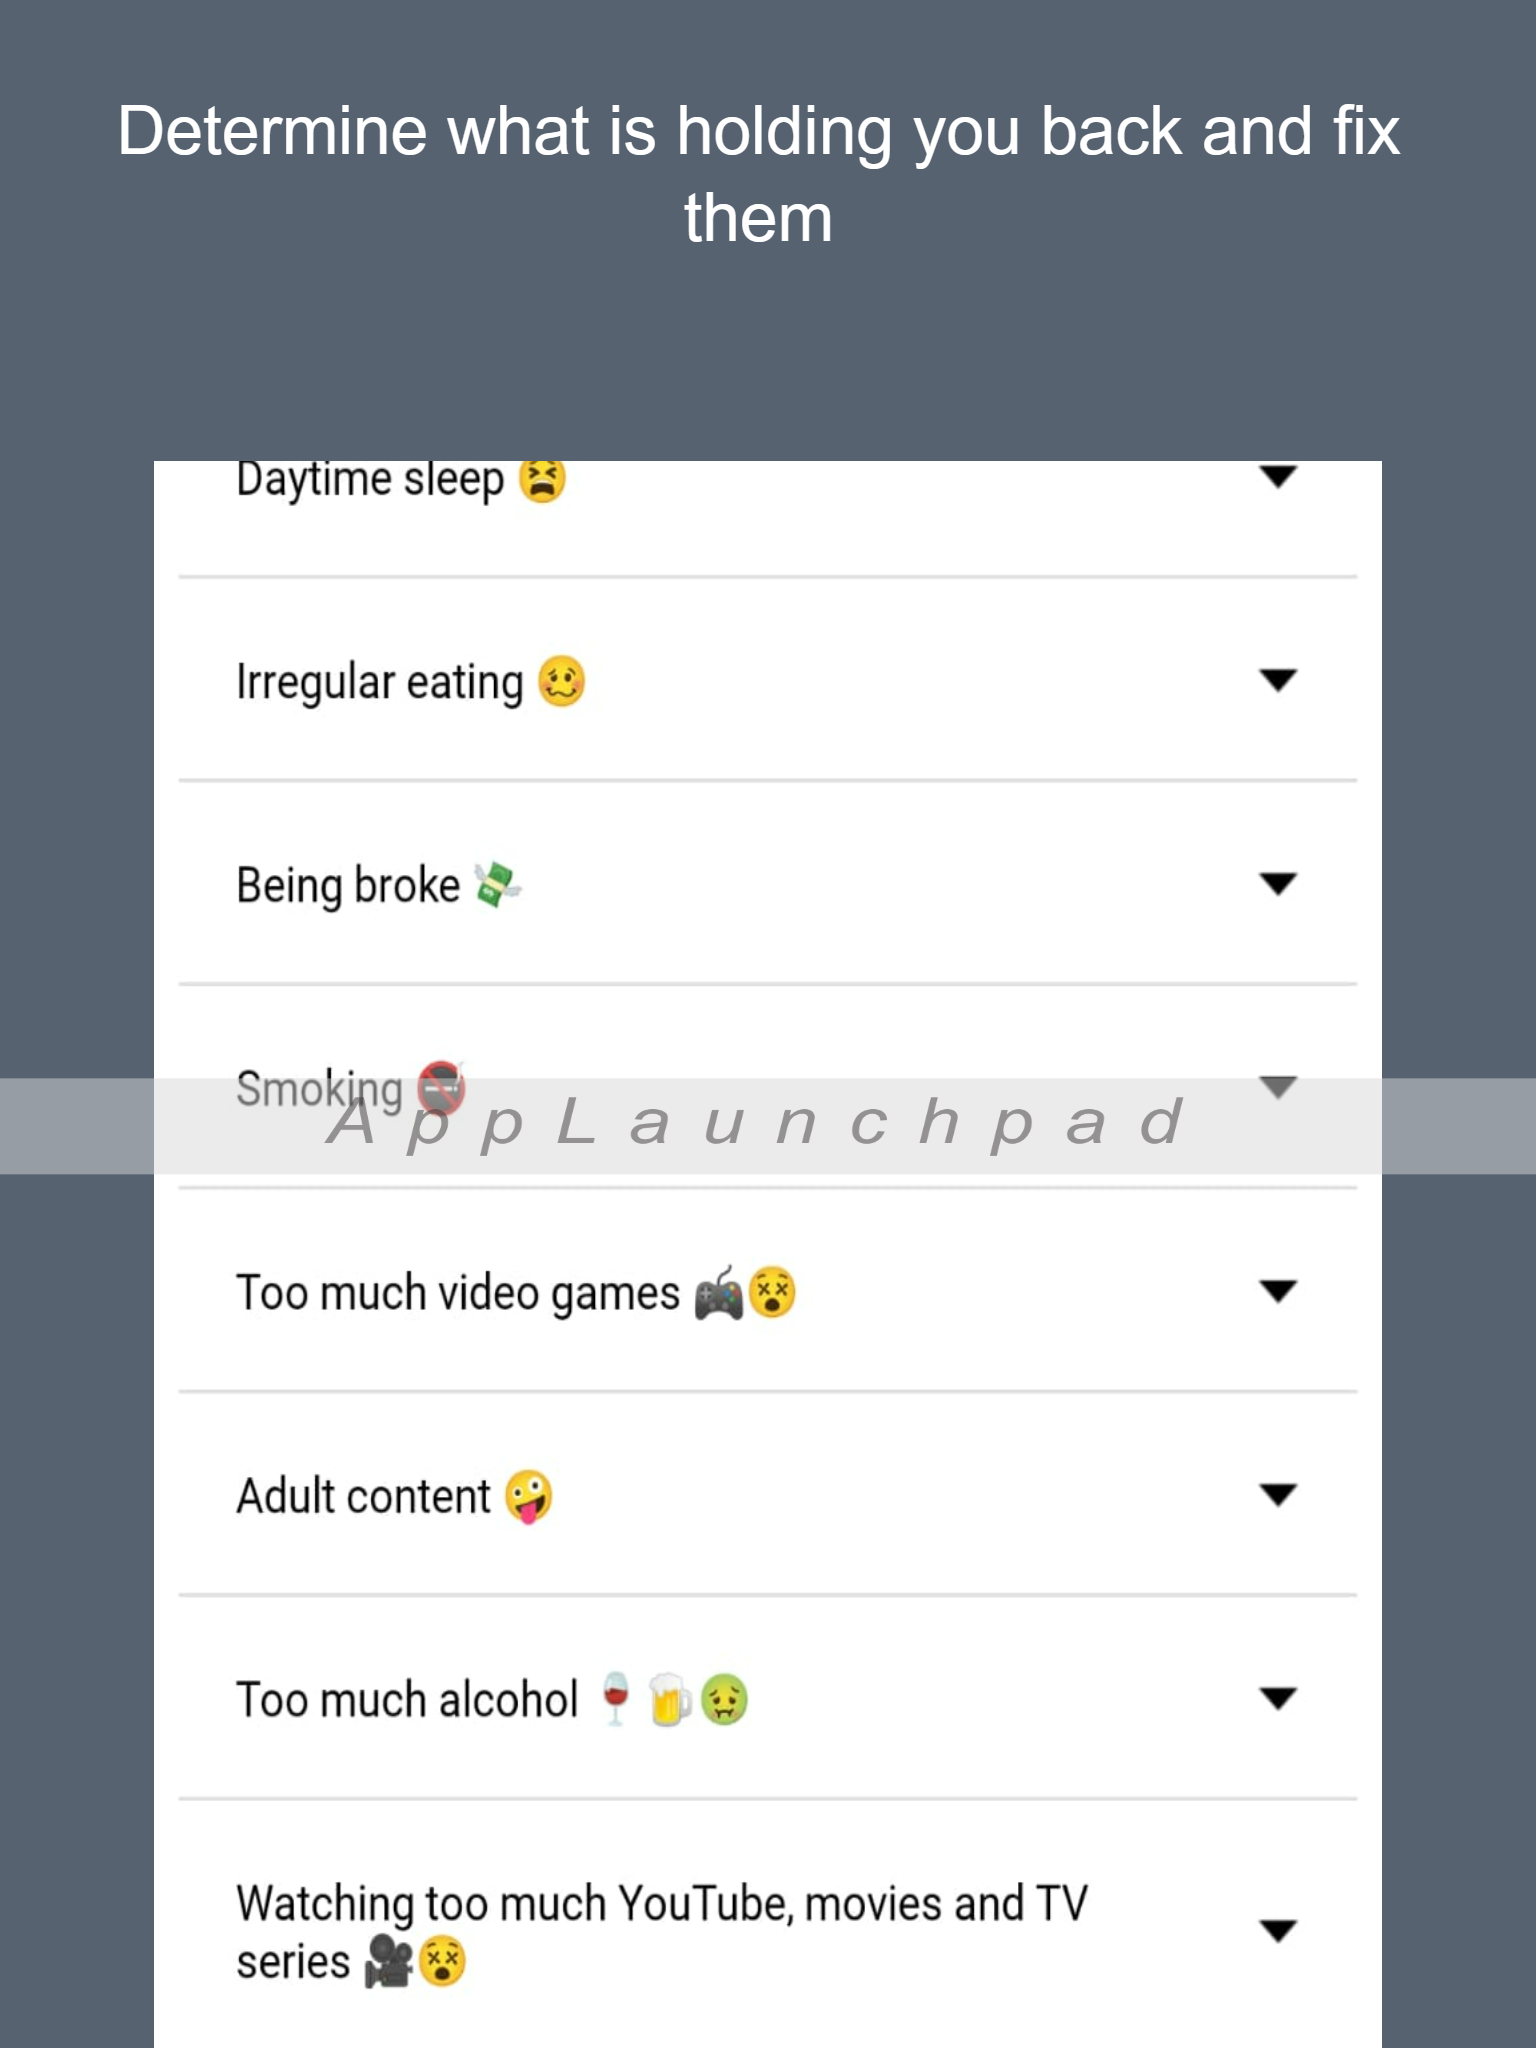 Determine what is holding you back and fix
them
Daytime sleep 😫
Irregular eating 🥴
Being broke 💸
Smoking 🚭
AppLaunchpad
Too much video games 🎮😵
Adult content 🤪
Too much alcohol 🍷🍺🤢
Watching too much YouTube, movies and TV
series 🎥😵